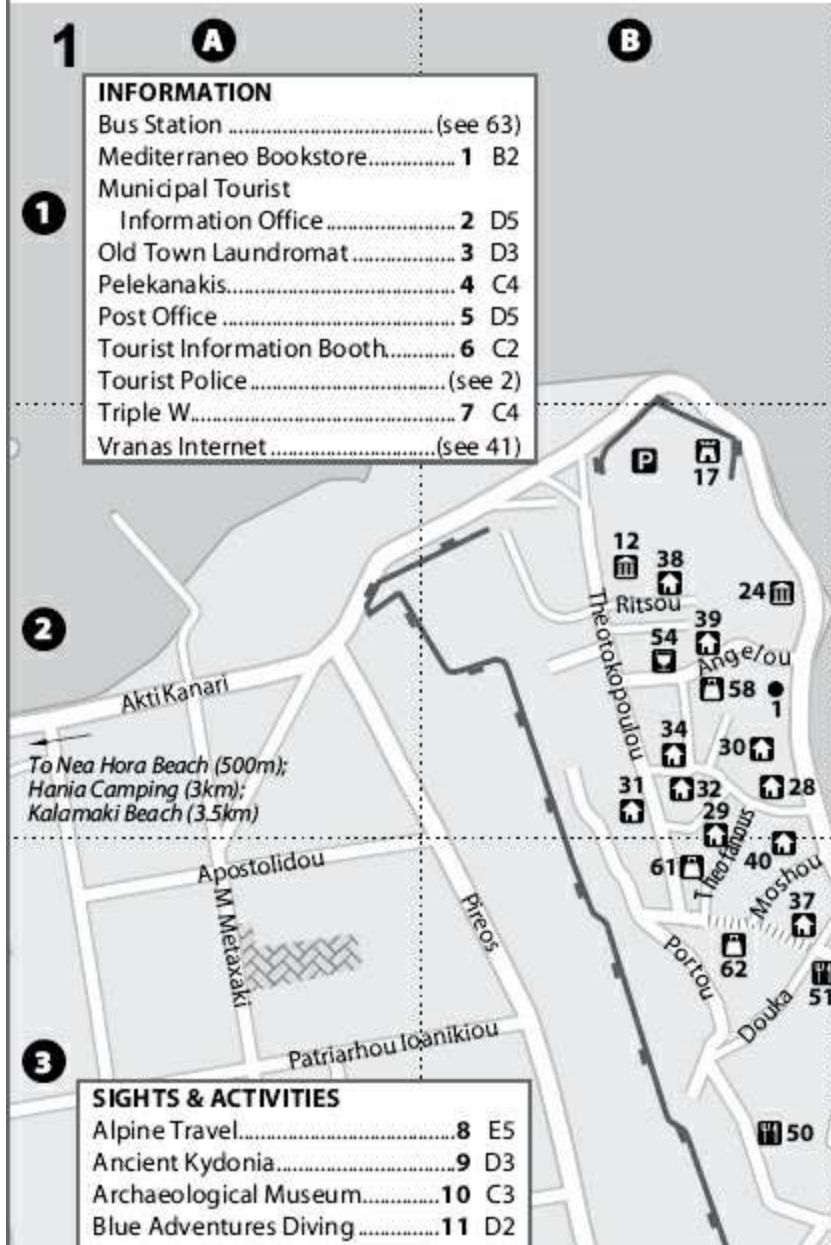 1
A
B
1
INFORMATION
Bus Station ........................................(see 63)
Mediterraneo Bookstore................ 1 B2
Municipal Tourist
Information Office........................ 2 D5
Old Town Laundromat .................... 3 D3
Pelekanakis........................................... 4 C4
Post Office ............................................ 5 D5
Tourist Information Booth............. 6 C2
Tourist Police .....................................(see 2)
Triple W.................................................. 7 C4
Vranas Internet ...............................(see 41)
P
17
12
38
24
Ritsou
2
39
54
Angelou
Theotokopoulou
58
1
Akti Kanari
34
30
To Nea Hora Beach (500m);
Hania Camping (3km);
Kalamaki Beach (3.5km)
31
32
28
29
Theofanous
40
Apostolidou
61
Moshou
M Metaxaki
Pireos
37
62
Portou
51
Douka
3
Patriarhou Ioanikiou
SIGHTS & ACTIVITIES
Alpine Travel.........................................8 E5
Ancient Kydonia..................................9 D3
Archaeological Museum.................10 C3
Blue Adventures Diving .................11 D2
50